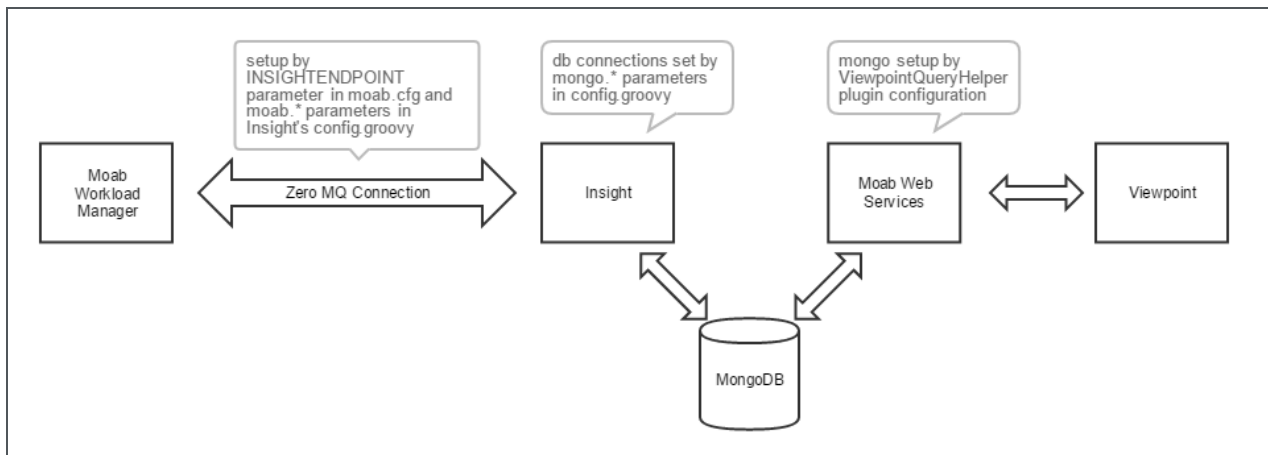 setup by
INSIGHTENDPOINT
parameter in moab.cfg and
moab.* parameters in
Insight's config.groovy
db connections set by
mongo.* parameters
in config.groovy
mongo setup by
ViewpointQueryHelper
plugin configuration
Moab
Workload
Manager
Zero MQ Connection
Insight
Moab Web
Services
Viewpoint
MongoDB